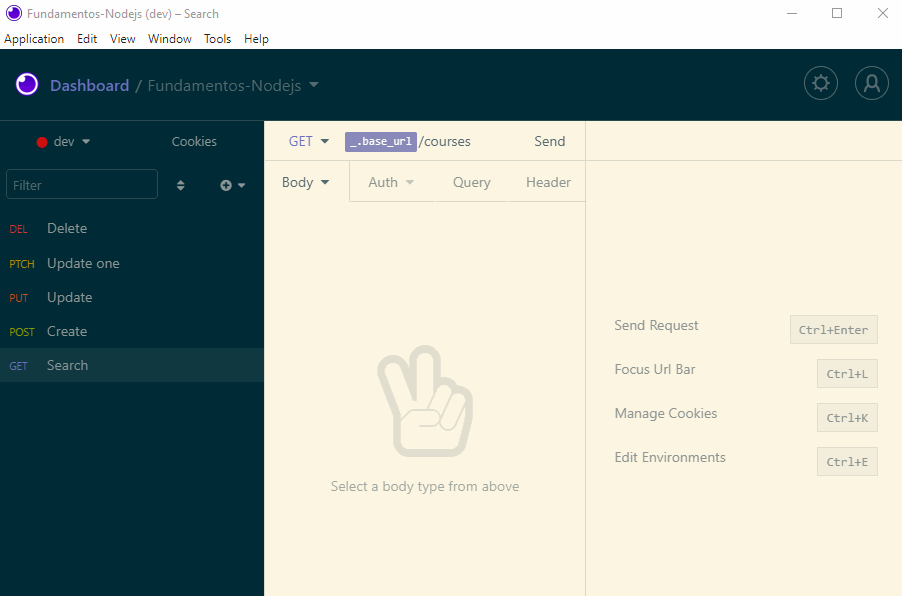 Fundamentos-Nodejs (dev) – Search
Application Edit View Window Tools Help
Dashboard / Fundamentos-Nodejs
dev Cookies
GET _.base_url/courses Send
Filter
Body Auth Query Header
DEL Delete
PTCH Update one
PUT Update
POST Create
GET Search
Select a body type from above
Send Request Ctrl+Enter
Focus Url Bar Ctrl+L
Manage Cookies Ctrl+K
Edit Environments Ctrl+E